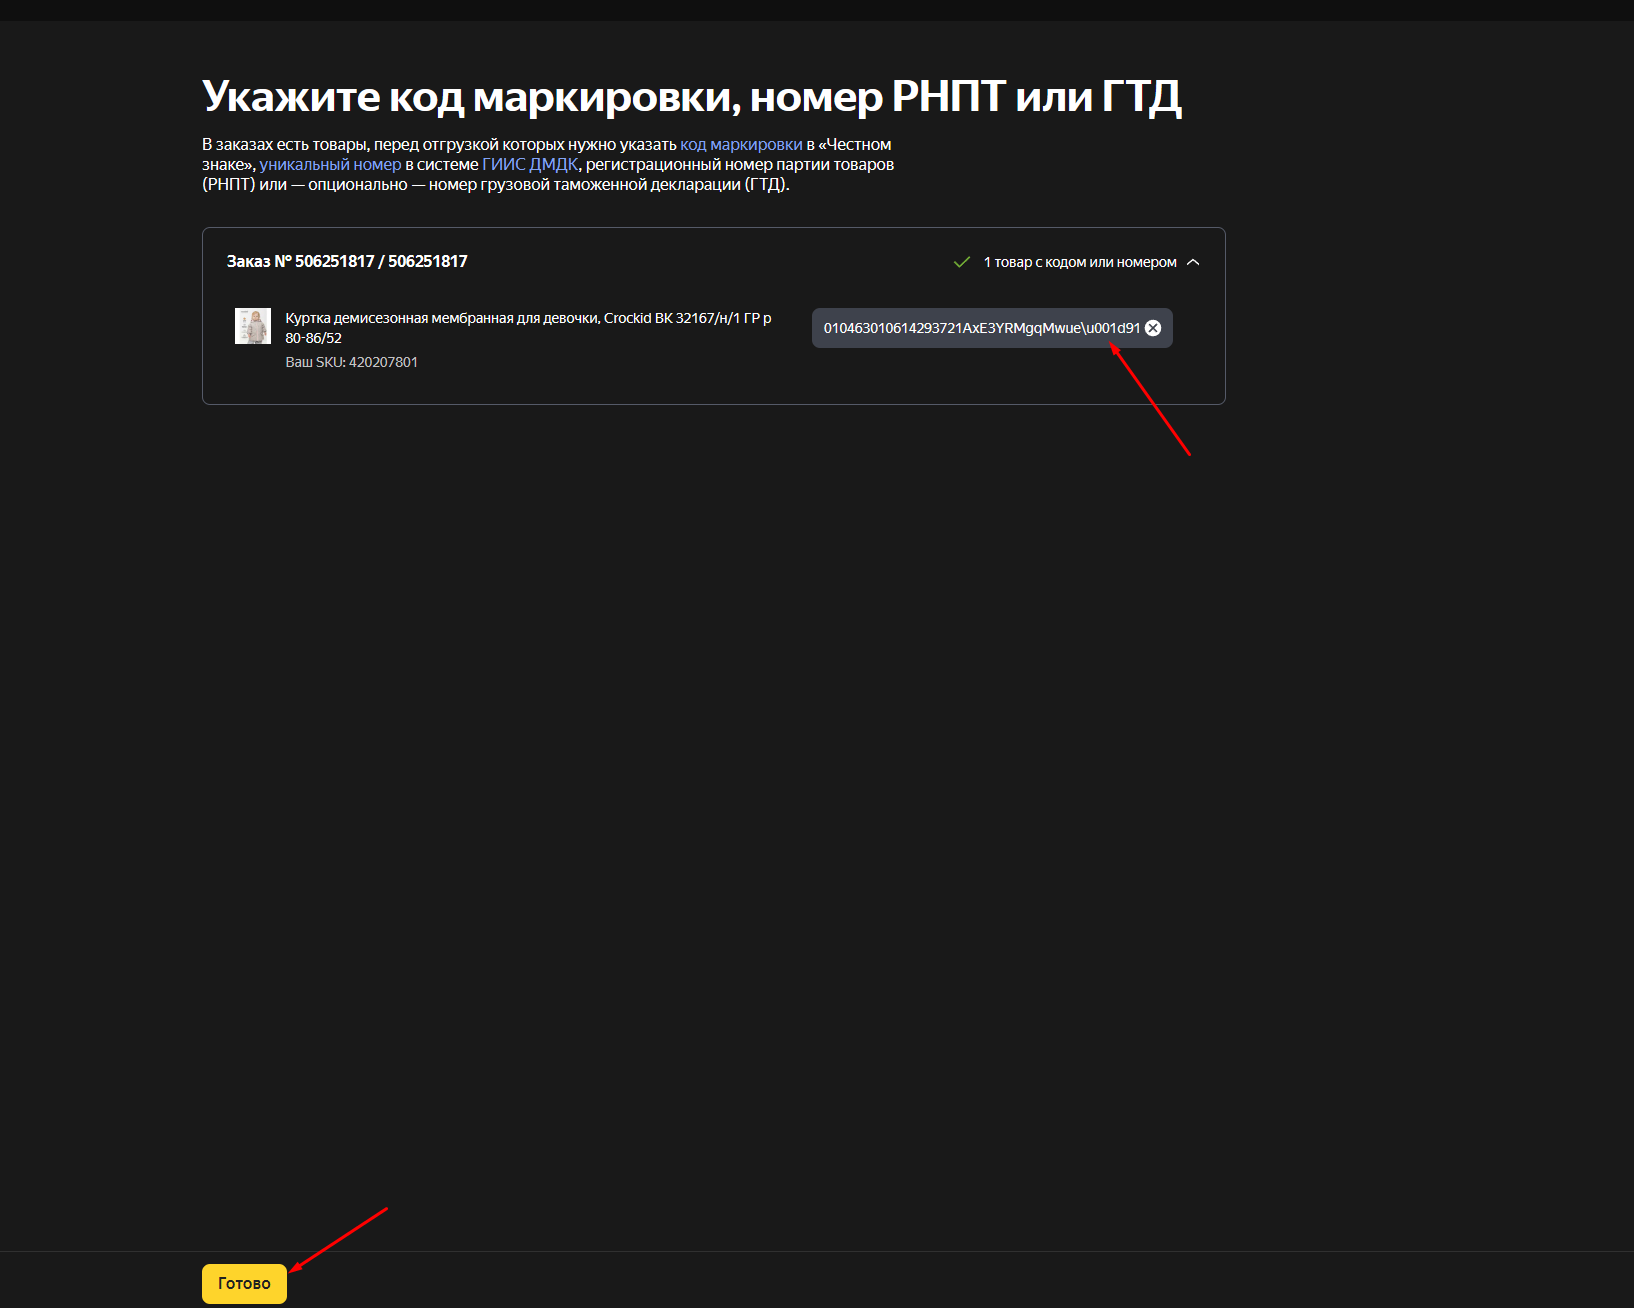 Укажите код маркировки, номер РНПТ или ГТД
В заказах есть товары, перед отгрузкой которых нужно указать код маркировки в «Честном
знаке», уникальный номер в системе ГИИС ДМДК, регистрационный номер партии товаров
(РНПТ) или — опционально — номер грузовой таможенной декларации (ГТД).
Заказ № 506251817 / 506251817
1 товар с кодом или номером
Куртка демисезонная мембранная для девочки, Crockid ВК 32167/н/1 ГР р
80-86/52
Ваш SKU: 420207801
010463010614293721AxE3YRMgqMwue\u001d91
Готово